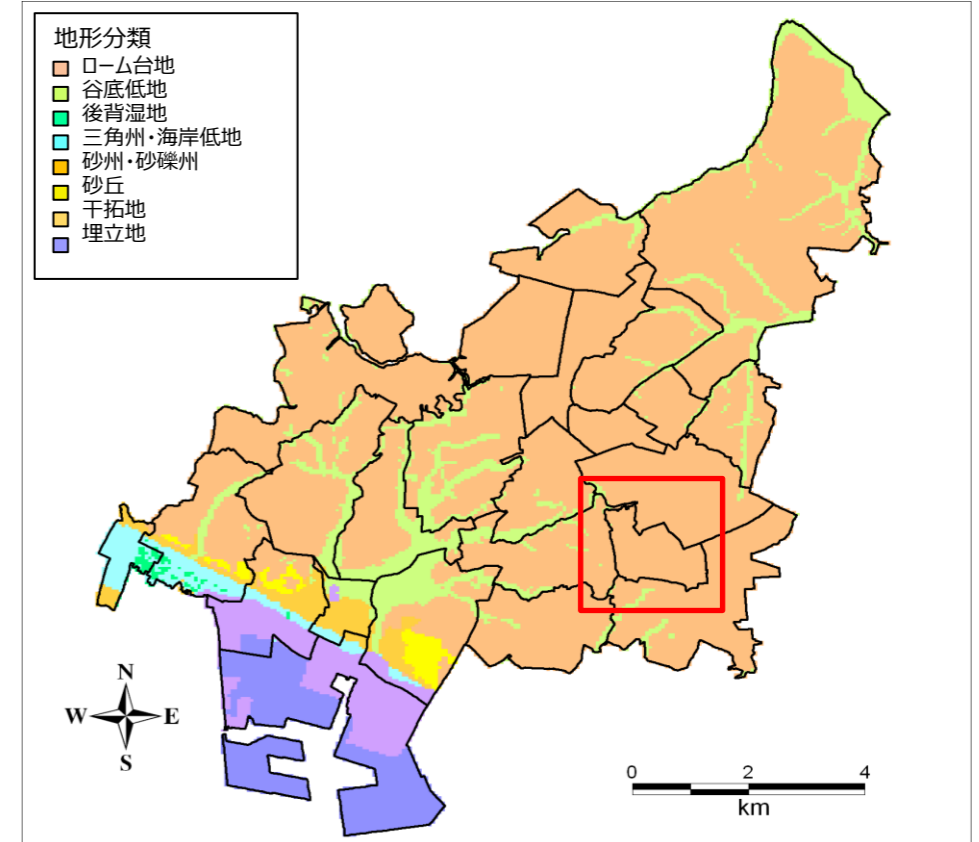 地形分類
ローム台地
谷底低地
後背湿地
三角州・海岸低地
砂州・砂礫州
砂丘
干拓地
埋立地
N
W E
S
0 2 4
km